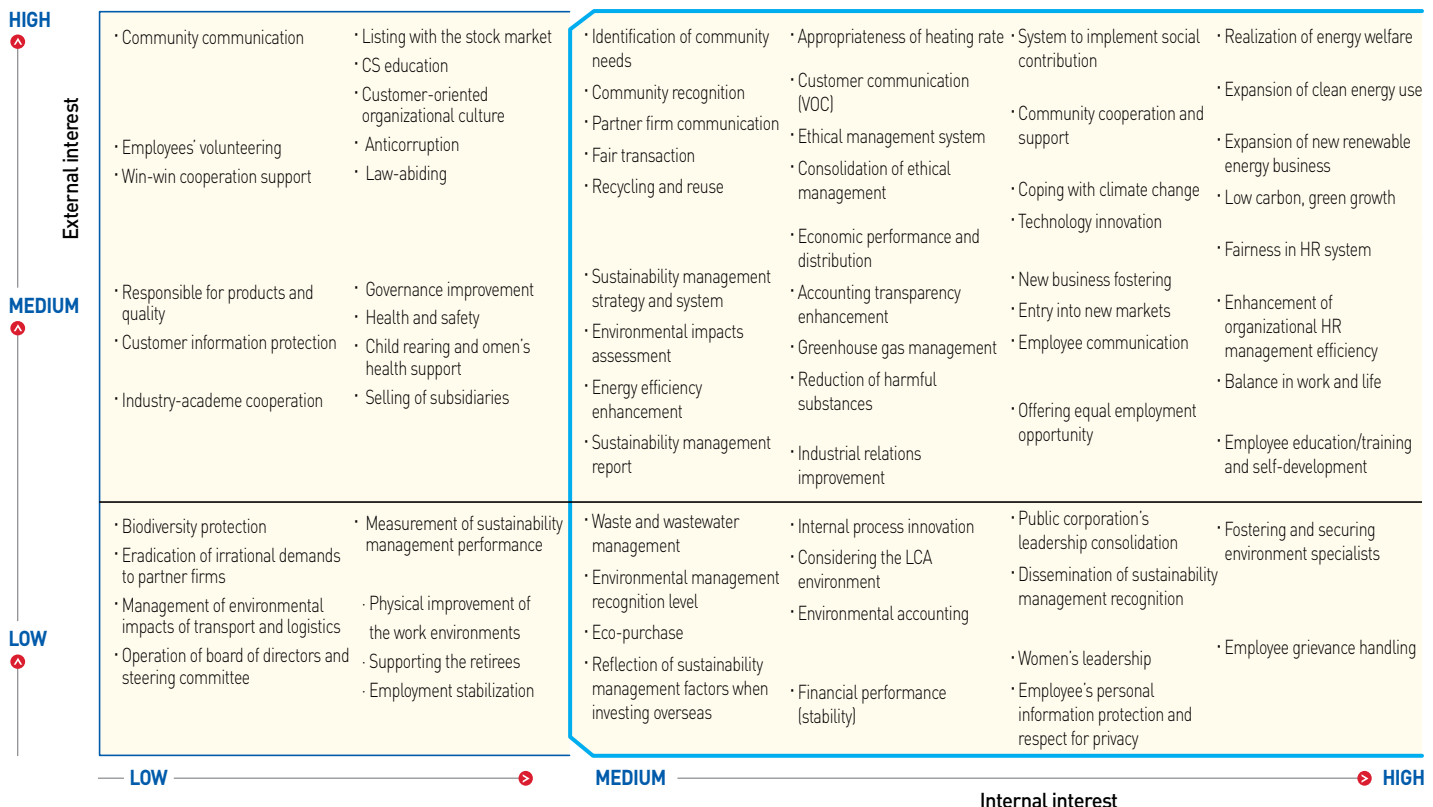 HIGH
External interest
MEDIUM
LOW
· Community communication
· Employees’ volunteering
· Win-win cooperation support
· Responsible for products and
quality
· Customer information protection
· Industry-academe cooperation
· Listing with the stock market
· CS education
· Customer-oriented
organizational culture
· Anticorruption
· Law-abiding
· Governance improvement
· Health and safety
· Child rearing and omen’s
health support
· Selling of subsidiaries
· Identification of community
needs
· Community recognition
· Partner firm communication
· Fair transaction
· Recycling and reuse
· Sustainability management
strategy and system
· Environmental impacts
assessment
· Energy efficiency
enhancement
· Sustainability management
report
· Appropriateness of heating rate
· Customer communication
(VOC)
· Ethical management system
· Consolidation of ethical
management
· Economic performance and
distribution
· Accounting transparency
enhancement
· Greenhouse gas management
· Reduction of harmful
substances
· Industrial relations
improvement
· System to implement social
contribution
· Community cooperation and
support
· Coping with climate change
· Technology innovation
· New business fostering
· Entry into new markets
· Employee communication
· Offering equal employment
opportunity
· Realization of energy welfare
· Expansion of clean energy use
· Expansion of new renewable
energy business
· Low carbon, green growth
· Fairness in HR system
· Enhancement of
organizational HR
management efficiency
· Balance in work and life
· Employee education/training
and self-development
· Biodiversity protection
· Eradication of irrational demands
to partner firms
· Management of environmental
impacts of transport and logistics
· Operation of board of directors and
steering committee
· Measurement of sustainability
management performance
· Physical improvement of
the work environments
· Supporting the retirees
· Employment stabilization
· Waste and wastewater
management
· Environmental management
recognition level
· Eco-purchase
· Reflection of sustainability
management factors when
investing overseas
· Internal process innovation
· Considering the LCA
environment
· Environmental accounting
· Financial performance
(stability)
· Public corporation’s
leadership consolidation
· Dissemination of sustainability
management recognition
· Women’s leadership
· Employee’s personal
information protection and
respect for privacy
· Fostering and securing
environment specialists
· Employee grievance handling
LOW
MEDIUM
HIGH
Internal interest